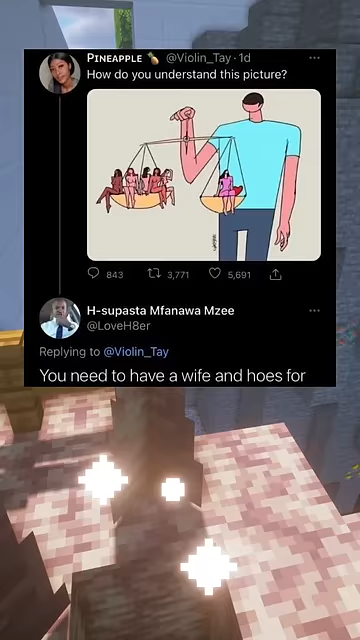 Pɪɴᴇᴀᴘᴘʟᴇ 🍍 @Violin_Tay · 1d
How do you understand this picture?
843 3,771 5,691
H-supasta Mfanawa Mzee
@LoveH8er
Replying to @Violin_Tay
You need to have a wife and hoes for